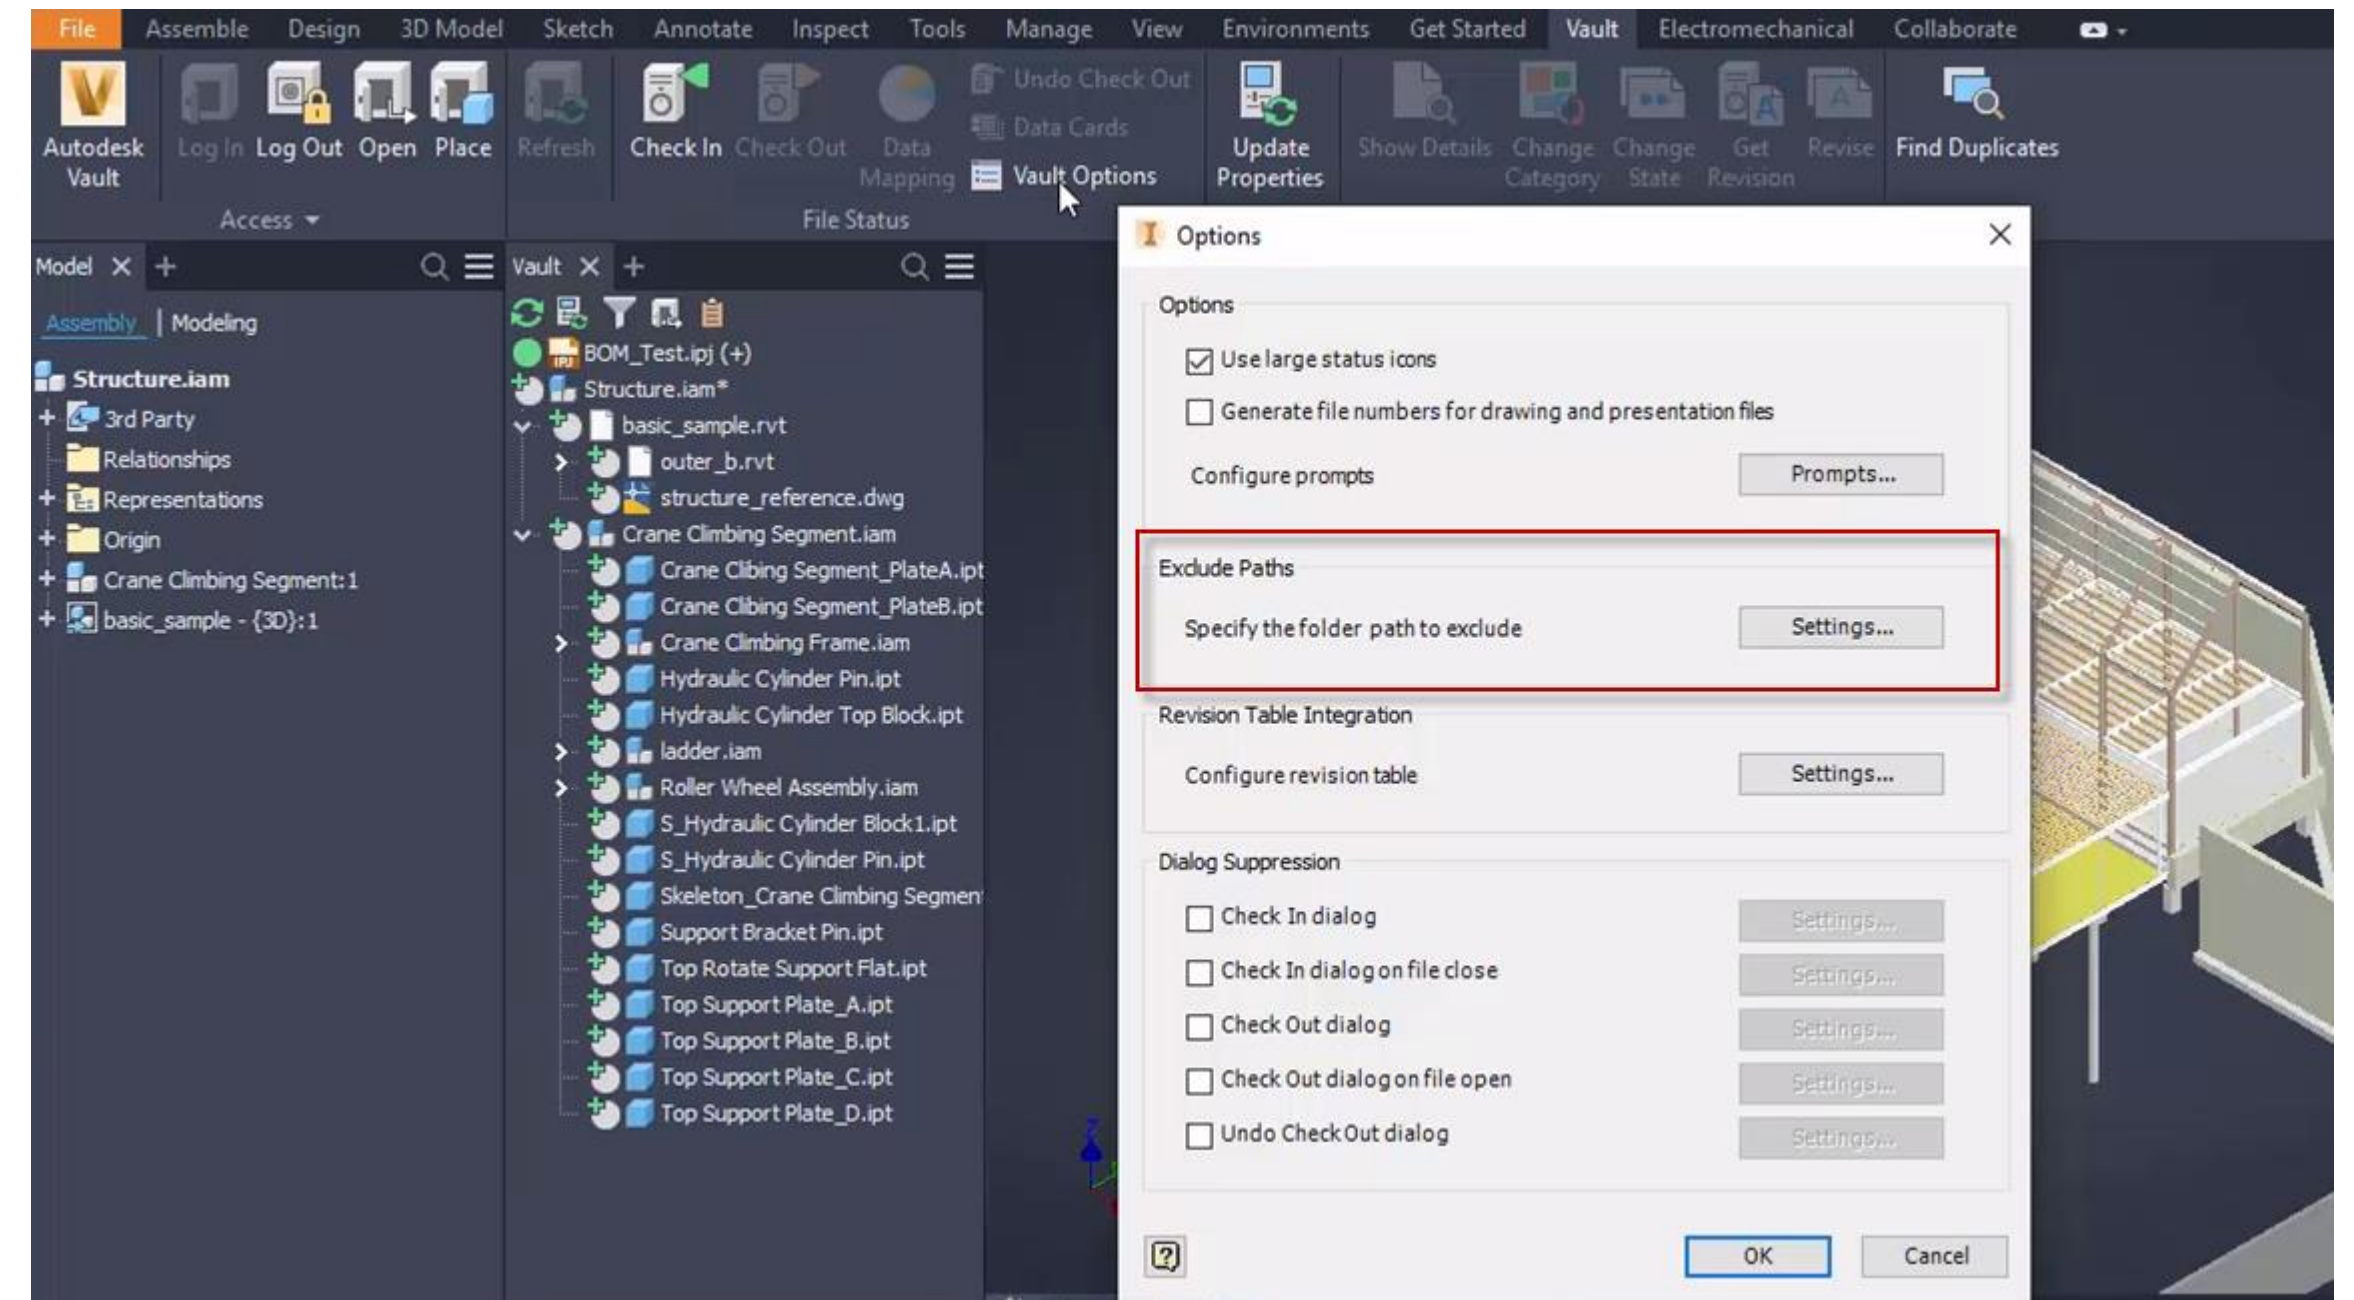 File Assemble Design 3D Model Sketch Annotate Inspect Tools Manage View Environments Get Started Vault Electromechanical Collaborate
Autodesk Vault
Log In
Log Out
Open
Place
Refresh
Check In
Check Out
Data Mapping
Undo Check Out
Data Cards
Vault Options
Update Properties
Show Details
Change Category
Change State
Get Revision
Revise
Find Duplicates
Access
File Status
Model
Assembly | Modeling
Structure.iam
3rd Party
Relationships
Representations
Origin
Crane Climbing Segment:1
basic_sample - {3D}:1
Vault
BOM_Test.ipj (+)
Structure.iam*
basic_sample.rvt
outer_b.rvt
structure_reference.dwg
Crane Climbing Segment.iam
Crane Clibing Segment_PlateA.ipt
Crane Clibing Segment_PlateB.ipt
Crane Climbing Frame.iam
Hydraulic Cylinder Pin.ipt
Hydraulic Cylinder Top Block.ipt
ladder.iam
Roller Wheel Assembly.iam
S_Hydraulic Cylinder Block1.ipt
S_Hydraulic Cylinder Pin.ipt
Skeleton_Crane Climbing Segmen
Support Bracket Pin.ipt
Top Rotate Support Flat.ipt
Top Support Plate_A.ipt
Top Support Plate_B.ipt
Top Support Plate_C.ipt
Top Support Plate_D.ipt
Z
Options
Options
Use large status icons
Generate file numbers for drawing and presentation files
Configure prompts Prompts...
Exclude Paths
Specify the folder path to exclude Settings...
Revision Table Integration
Configure revision table Settings...
Dialog Suppression
Check In dialog Settings...
Check In dialog on file close Settings...
Check Out dialog Settings...
Check Out dialog on file open Settings...
Undo Check Out dialog Settings...
OK Cancel